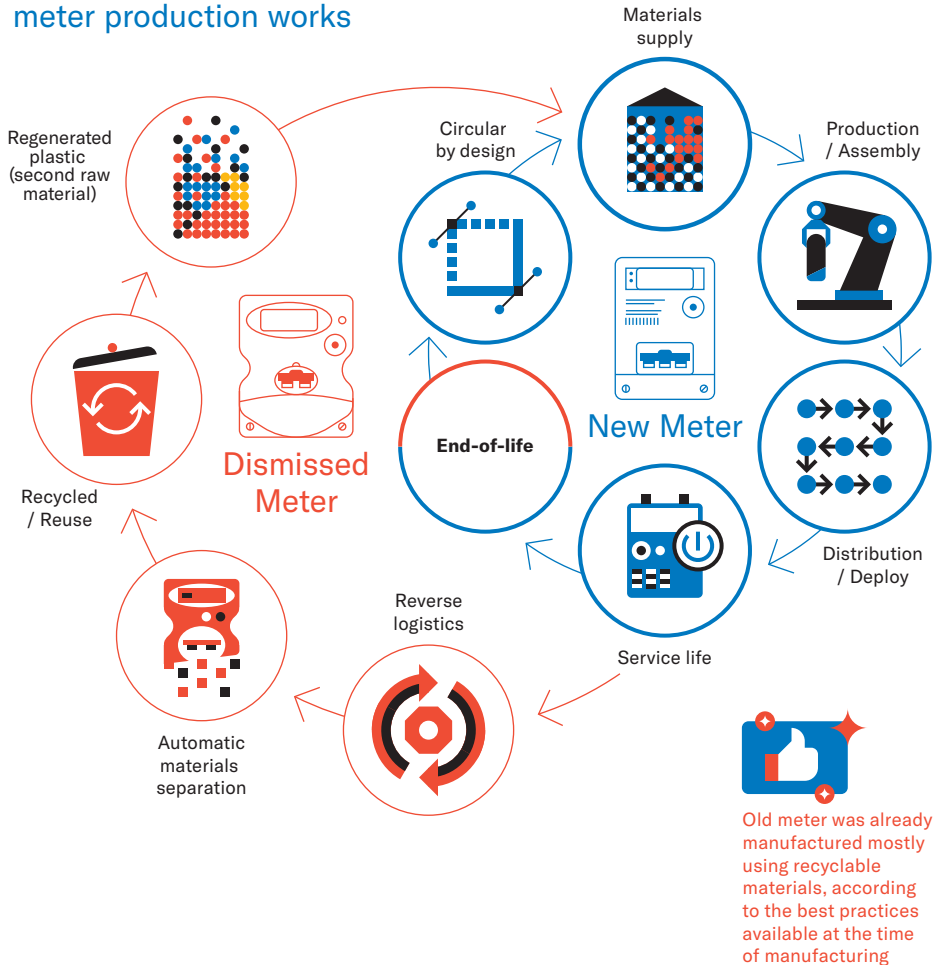 meter production works
Materials
supply
Regenerated
plastic
(second raw
material)
Circular
by design
Production
/ Assembly
New Meter
End-of-life
Dismissed
Meter
Recycled
/ Reuse
Distribution
/ Deploy
Reverse
logistics
Service life
Automatic
materials
separation
Old meter was already
manufactured mostly
using recyclable
materials, according
to the best practices
available at the time
of manufacturing